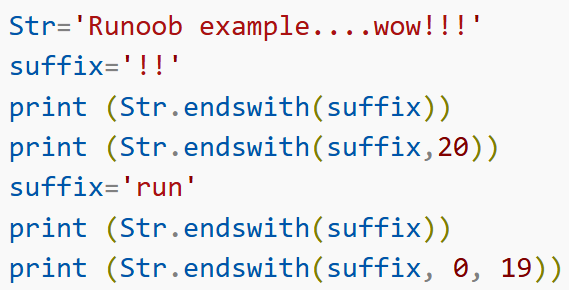 Str='Runoob example....wow!!!'
suffix='!!'
print (Str.endswith(suffix))
print (Str.endswith(suffix,20))
suffix='run'
print (Str.endswith(suffix))
print (Str.endswith(suffix, 0, 19))